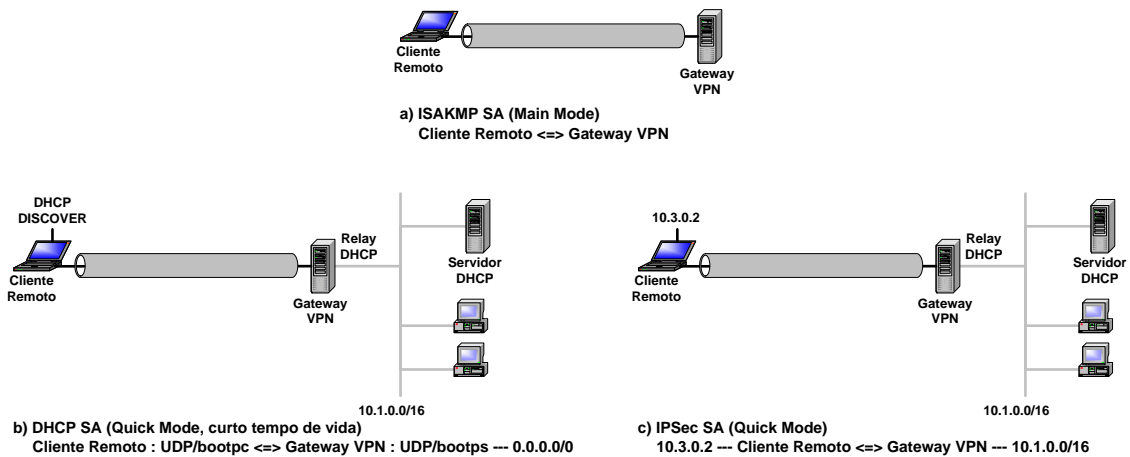 Cliente
Remoto
Gateway
VPN
a) ISAKMP SA (Main Mode)
Cliente Remoto <=> Gateway VPN
DHCP
DISCOVER
Cliente
Remoto
Gateway
VPN
Relay
DHCP
Servidor
DHCP
10.1.0.0/16
b) DHCP SA (Quick Mode, curto tempo de vida)
Cliente Remoto : UDP/bootpc <=> Gateway VPN : UDP/bootps --- 0.0.0.0/0
10.3.0.2
Cliente
Remoto
Gateway
VPN
Relay
DHCP
Servidor
DHCP
10.1.0.0/16
c) IPSec SA (Quick Mode)
10.3.0.2 --- Cliente Remoto <=> Gateway VPN --- 10.1.0.0/16